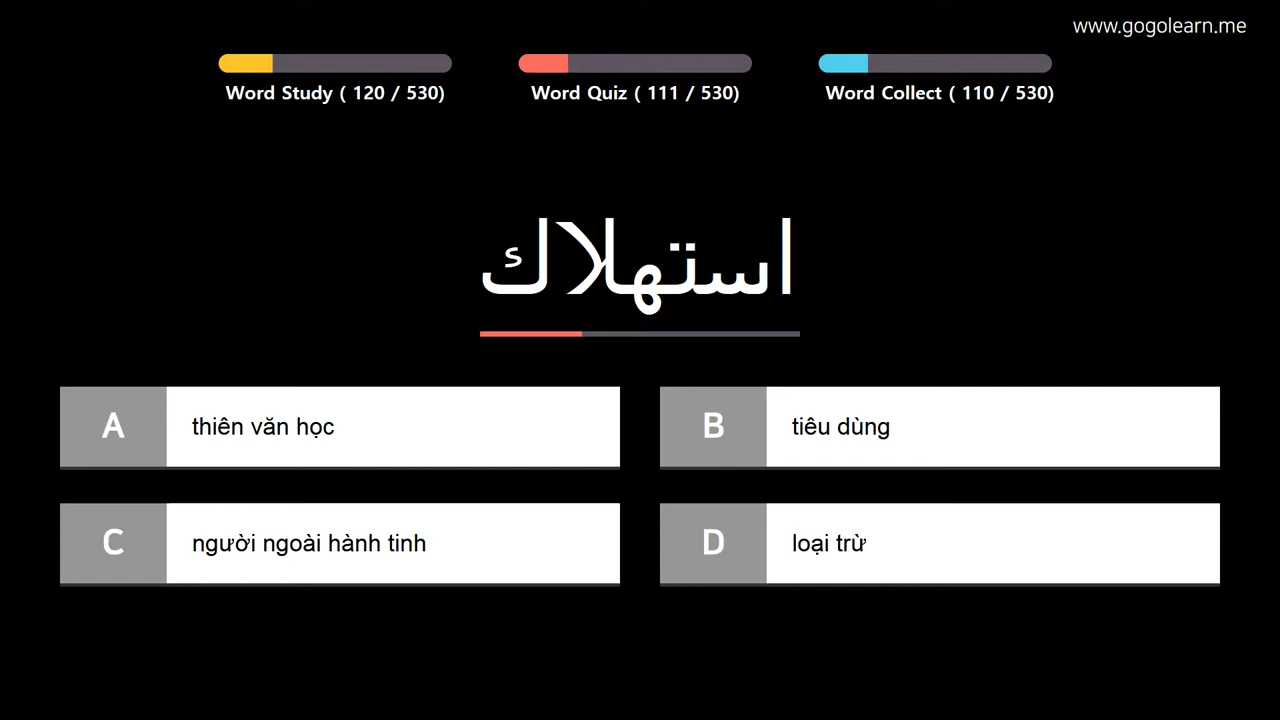 www.gogolearn.me
Word Study ( 120 / 530)
Word Quiz ( 111 / 530)
Word Collect ( 110 / 530)
استهلاك
A
thiên văn học
B
tiêu dùng
C
người ngoài hành tinh
D
loại trừ